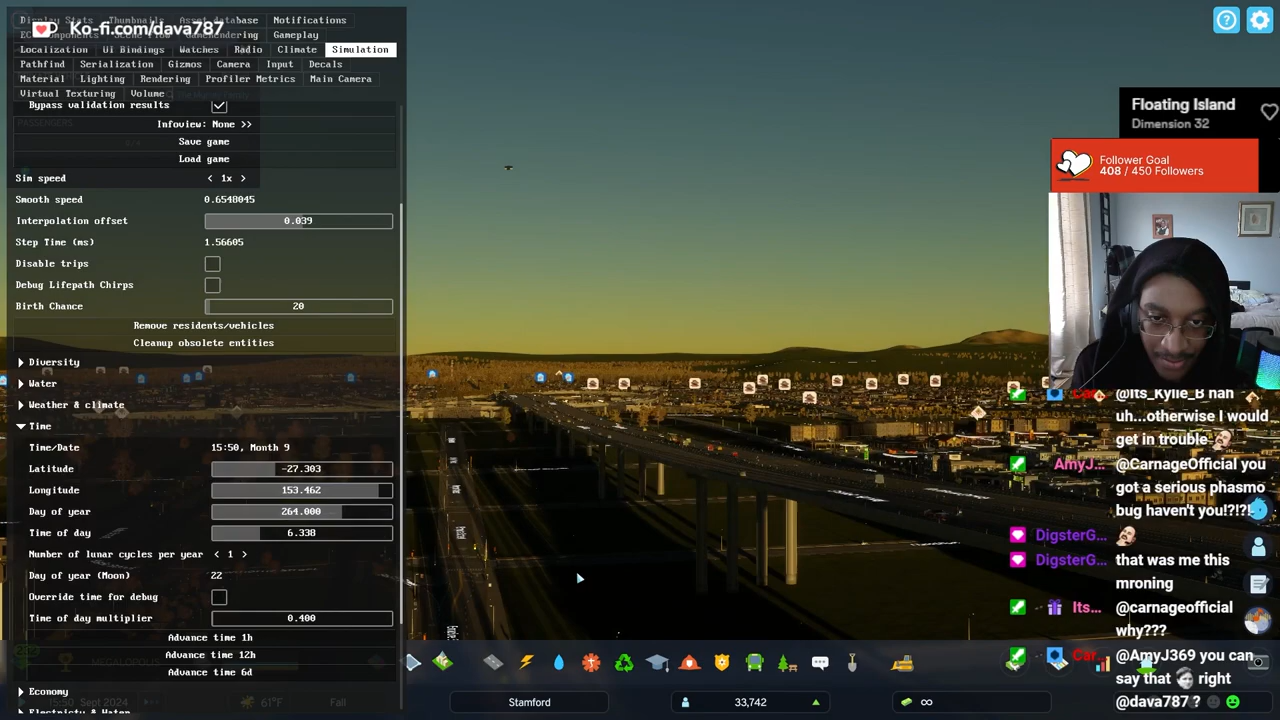 Display Stats Thumbnails Asset database Notifications
Ko-fi.com/dava787
Gameplay
Localization UI Bindings Watches Radio Climate Simulation
Pathfind Serialization Gizmos Camera Input Decals
Material Lighting Rendering Profiler Metrics Main Camera
Virtual Texturing Volume
Bypass validation results
Infoview: None >>
Save game
Load game
Sim speed < 1x >
Smooth speed 0.6548045
Interpolation offset 0.039
Step Time (ms) 1.56605
Disable trips
Debug Lifepath Chirps
Birth Chance 20
Remove residents/vehicles
Cleanup obsolete entities
Diversity
Water
Weather & climate
Time
Time/Date 15:50, Month 9
Latitude -27.303
Longitude 153.462
Day of year 264.000
Time of day 6.338
Number of lunar cycles per year < 1 >
Day of year (Moon) 22
Override time for debug
Time of day multiplier 0.400
Advance time 1h
Advance time 12h
Advance time 6d
Economy
Electricity & Water
15:50 Sept 2024
61°F Fall
Stamford
33,742
∞
Floating Island
Dimension 32
Follower Goal
408 / 450 Followers
@Its_Kylie_B nah
uh...otherwise I would
get in trouble
AmyJ... @CarnageOfficial you
got a serious phasmo
bug haven't you!?!?!
DigsterG...
DigsterG... that was me this
mroning
Its... @carnageofficial
why???
Car... @AmyJ369 you can
say that right
@dava787 ?